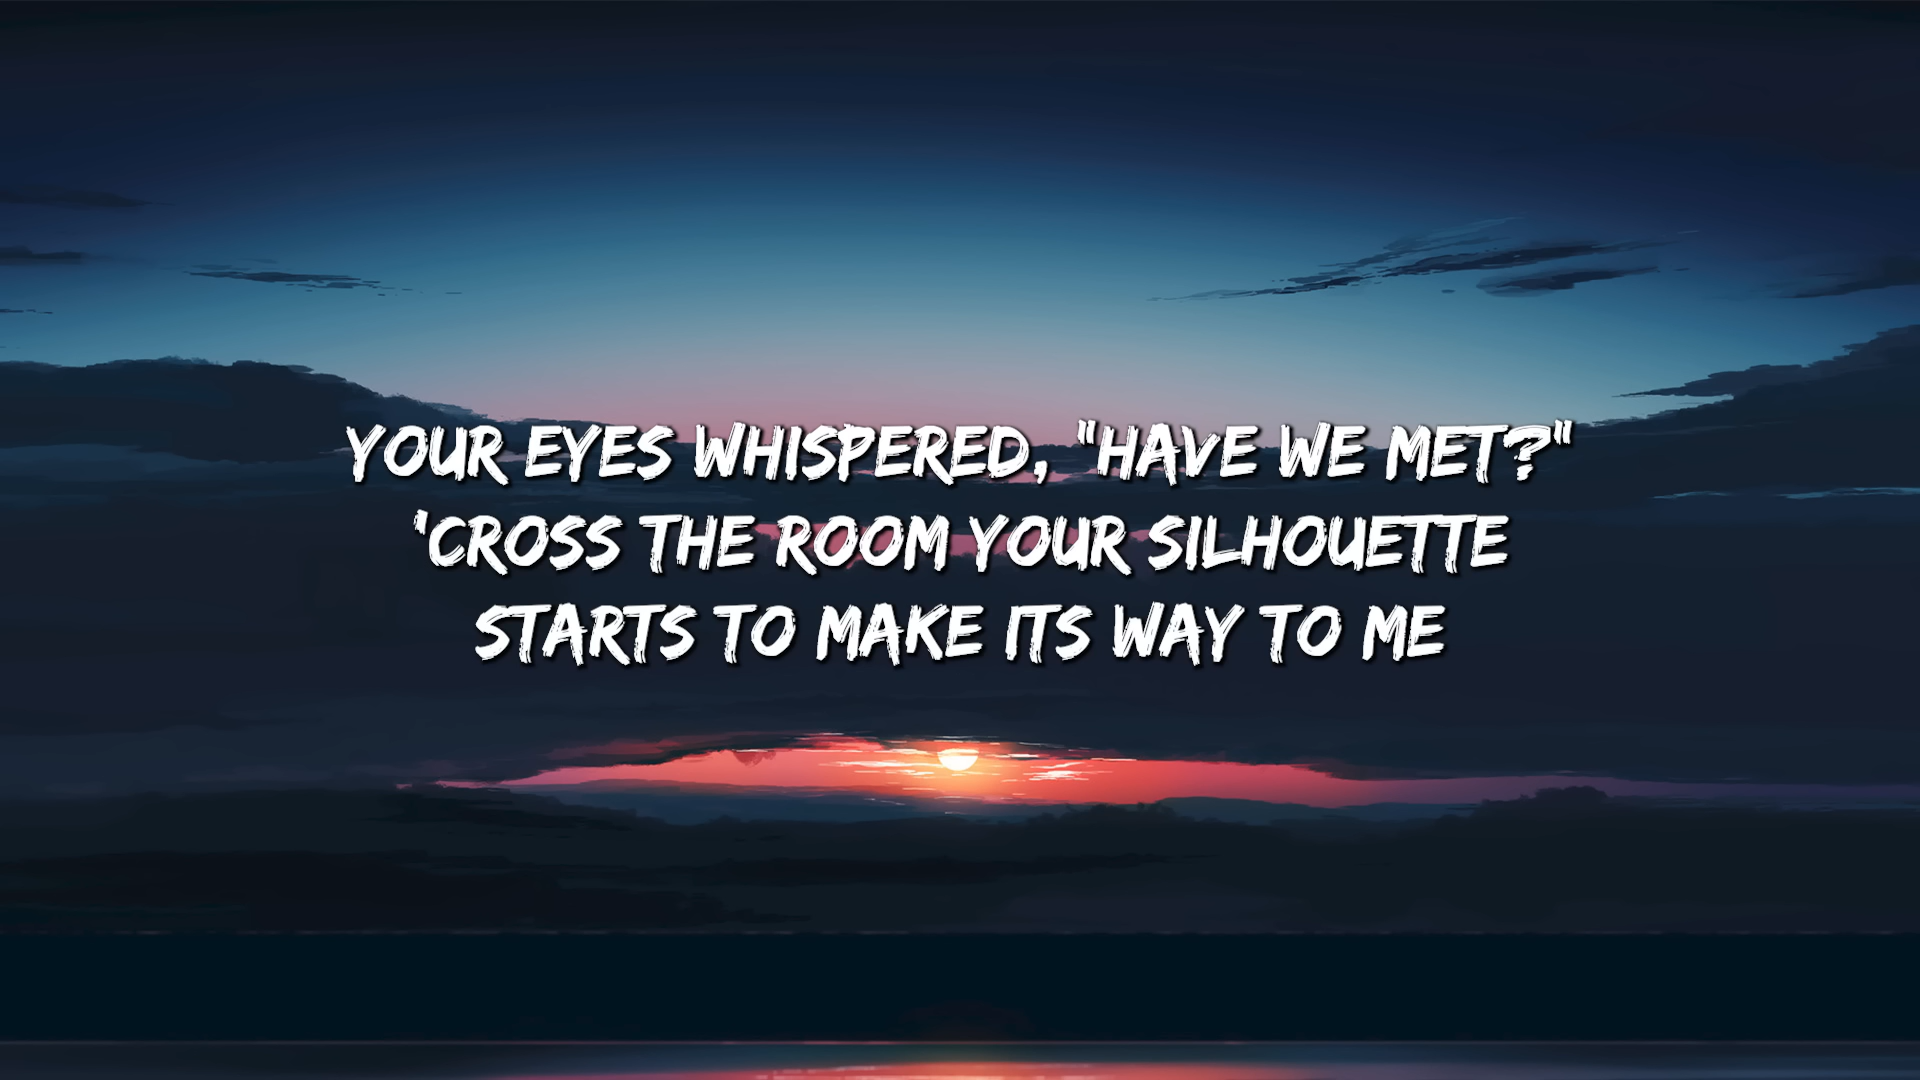 YOUR EYES WHISPERED, "HAVE WE MET?"
'CROSS THE ROOM YOUR SILHOUETTE
STARTS TO MAKE ITS WAY TO ME